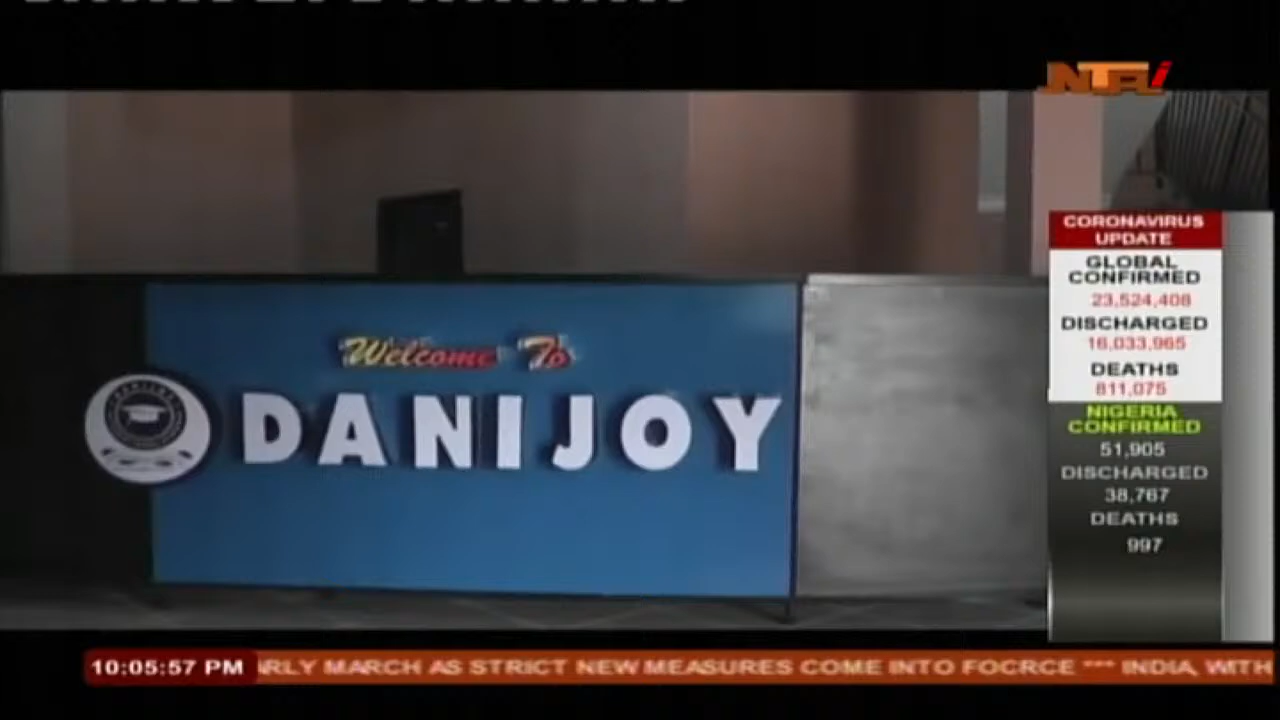 NTAi
CORONAVIRUS
UPDATE
GLOBAL
CONFIRMED
23,524,408
DISCHARGED
16,033,965
DEATHS
811,075
NIGERIA
CONFIRMED
51,905
DISCHARGED
38,767
DEATHS
997
Welcome To
DANIJOY
10:05:57 PM
RLY MARCH AS STRICT NEW MEASURES COME INTO FOCRCE *** INDIA, WITH